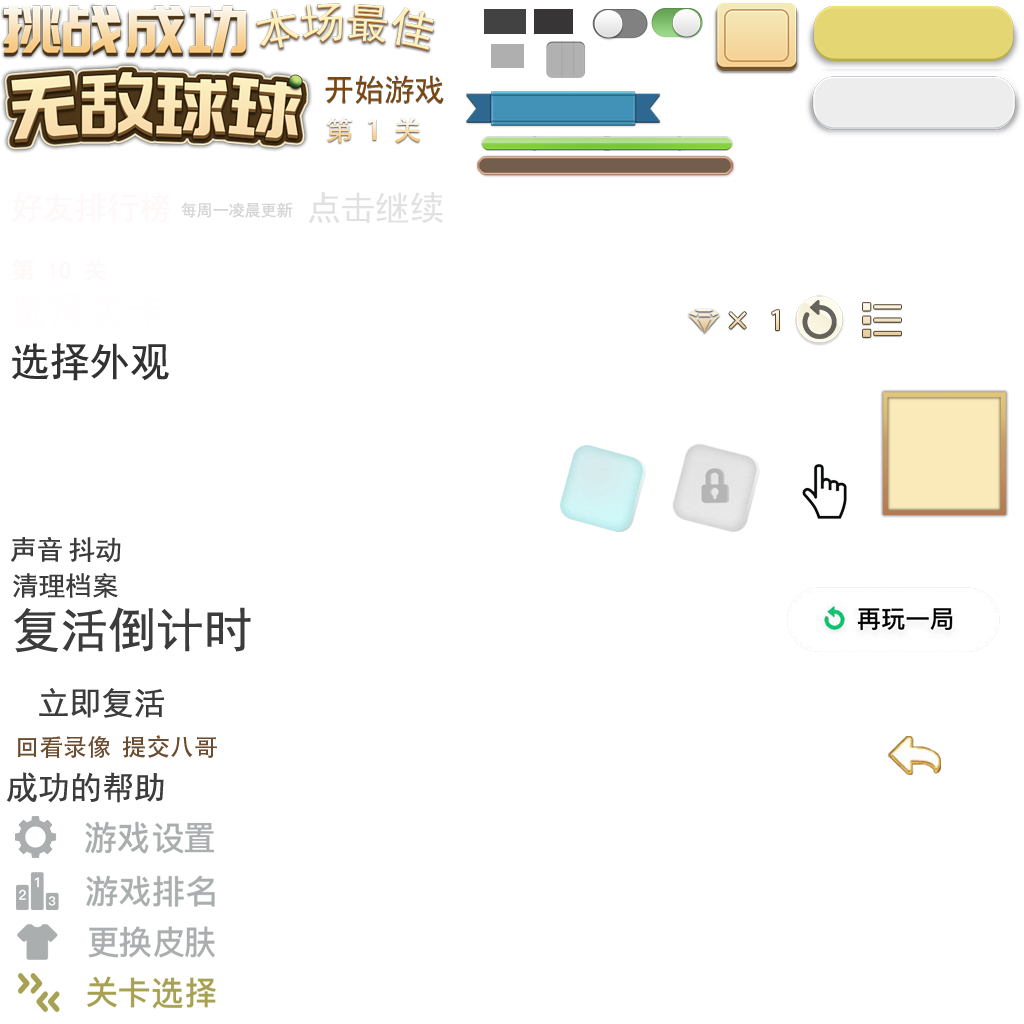 挑战成功
本场最佳
无敌球球
开始游戏
第 1 关
好友排行榜
每周一凌晨更新
点击继续
第 10 关
× 1
选择外观
声音 抖动
清理档案
复活倒计时
再玩一局
立即复活
回看录像 提交八哥
成功的帮助
游戏设置
2 1 3
游戏排名
更换皮肤
关卡选择